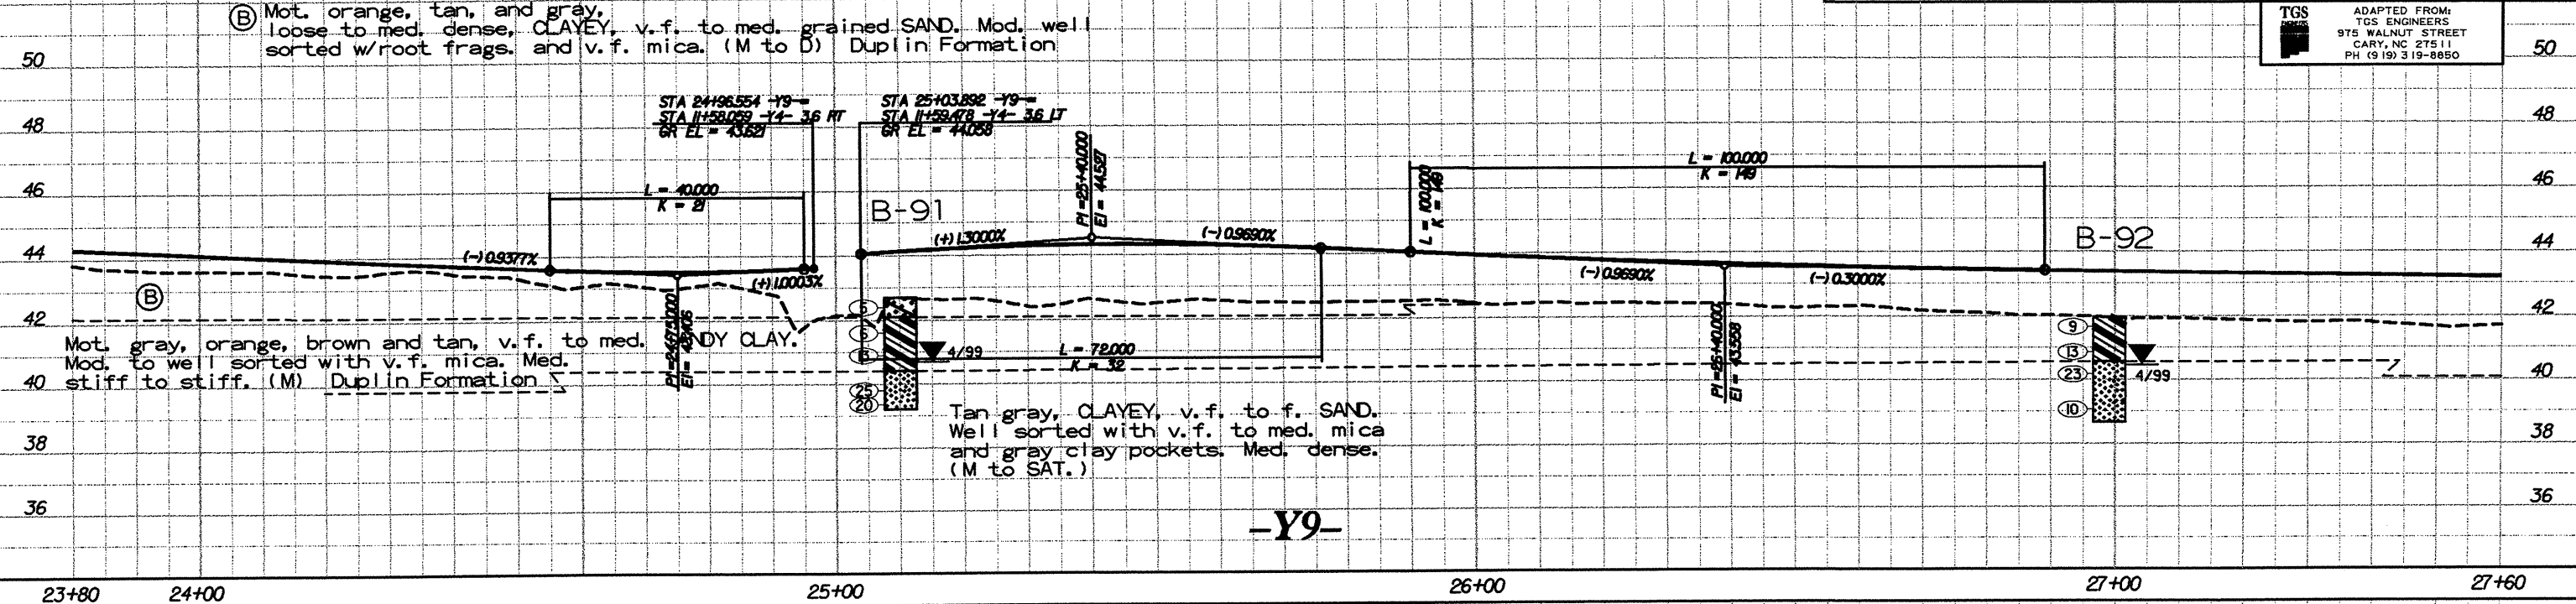 Ⓑ Mot. orange, tan, and gray,
loose to med. dense, CLAYEY, v.f. to med. grained SAND. Mod. well
sorted w/root frags. and v.f. mica. (M to D) Duplin Formation
TGS
ADAPTED FROM:
TGS ENGINEERS
975 WALNUT STREET
CARY, NC 27511
PH (919) 319-8850
50
50
STA 24+96.554 -Y9- =
STA 11+58.059 -Y4- 3.6 RT
GR EL = 43.621
STA 25+03.892 -Y9- =
STA 11+59.478 -Y4- 3.6 LT
GR EL = 44.058
48
48
PI = 25+40.000
El = 44.527
L = 100.000
K = 149
L = 100.000
K = 149
46
46
L = 40.000
K = 21
B-91
B-92
44
44
(-) 0.9377%
(+) 1.0003%
(+) 1.3000%
(-) 0.9690%
(-) 0.9690%
(-) 0.3000%
Ⓑ
42
42
5
6
13
25
20
4/99
9
13
23
10
4/99
Mot. gray, orange, brown and tan, v.f. to med. NDY CLAY.
Mod. to well sorted with v.f. mica. Med.
stiff to stiff. (M) Duplin Formation
PI = 24+75.000
El = 43.406
L = 72.000
K = 32
PI = 26+40.000
El = 43.558
40
40
Tan gray, CLAYEY, v.f. to f. SAND.
Well sorted with v.f. to med. mica
and gray clay pockets. Med. dense.
(M to SAT.)
38
38
36
36
-Y9-
23+80
24+00
25+00
26+00
27+00
27+60